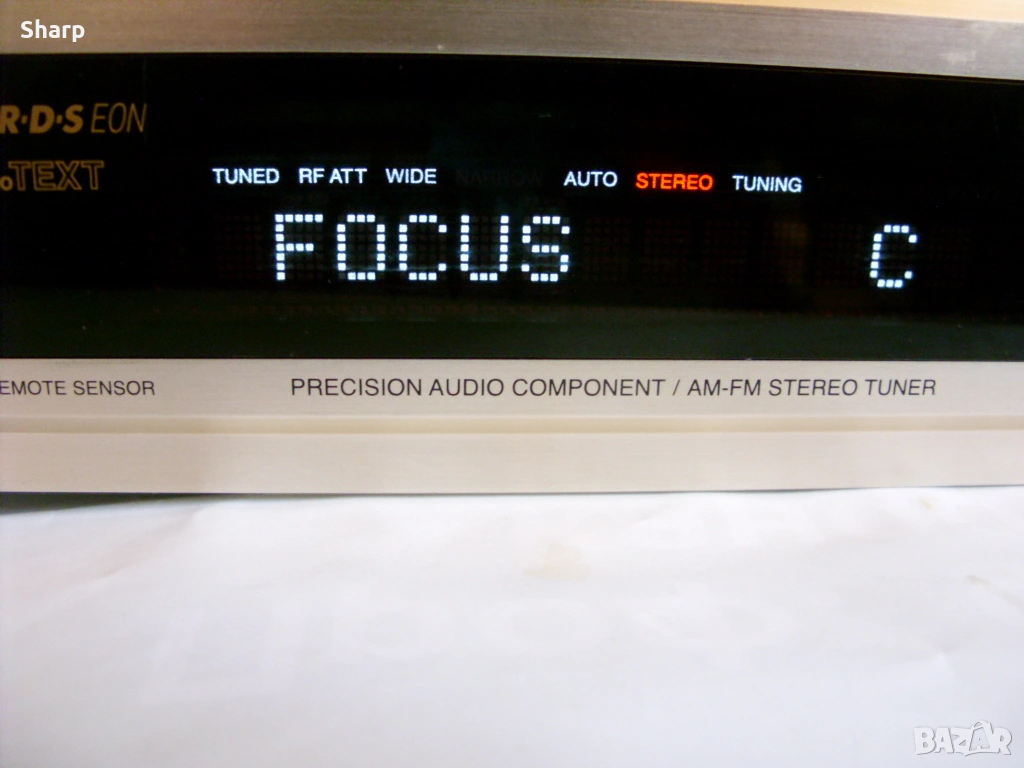 Sharp
R·D·S EON
TEXT
TUNED RF ATT WIDE NARROW AUTO STEREO TUNING
FOCUS C
EMOTE SENSOR PRECISION AUDIO COMPONENT / AM-FM STEREO TUNER
BAZAR